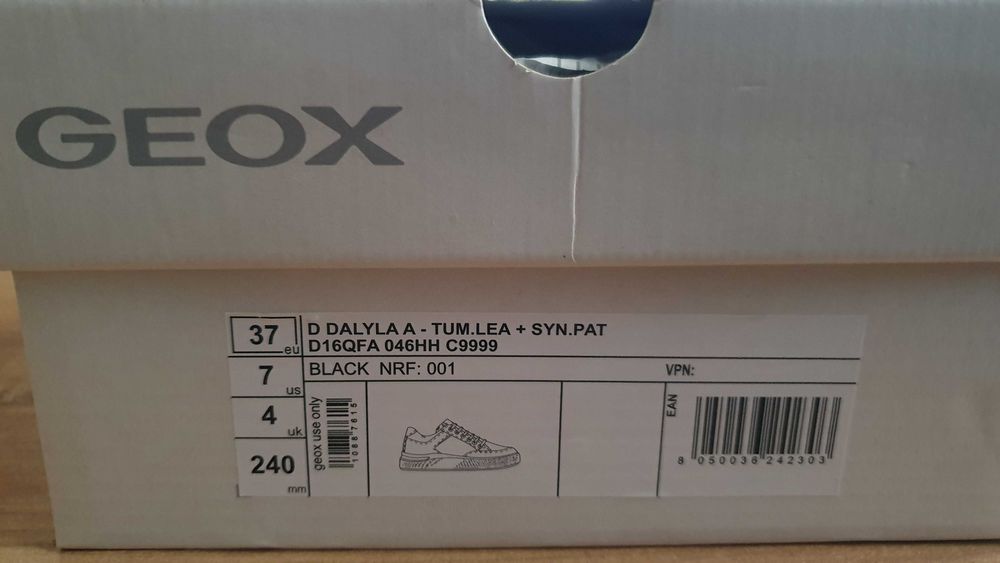 GEOX
37 eu
D DALYLA A - TUM.LEA + SYN.PAT
D16QFA 046HH C9999
7 us
BLACK NRF: 001
VPN:
4 uk
240 mm
geox use only
10887615
EAN
8 050036 242303